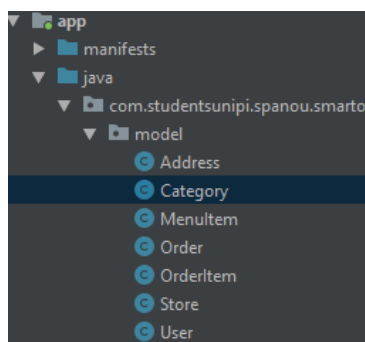 app
manifests
java
com.studentsunipi.spanou.smarto
model
Address
Category
MenuItem
Order
OrderItem
Store
User